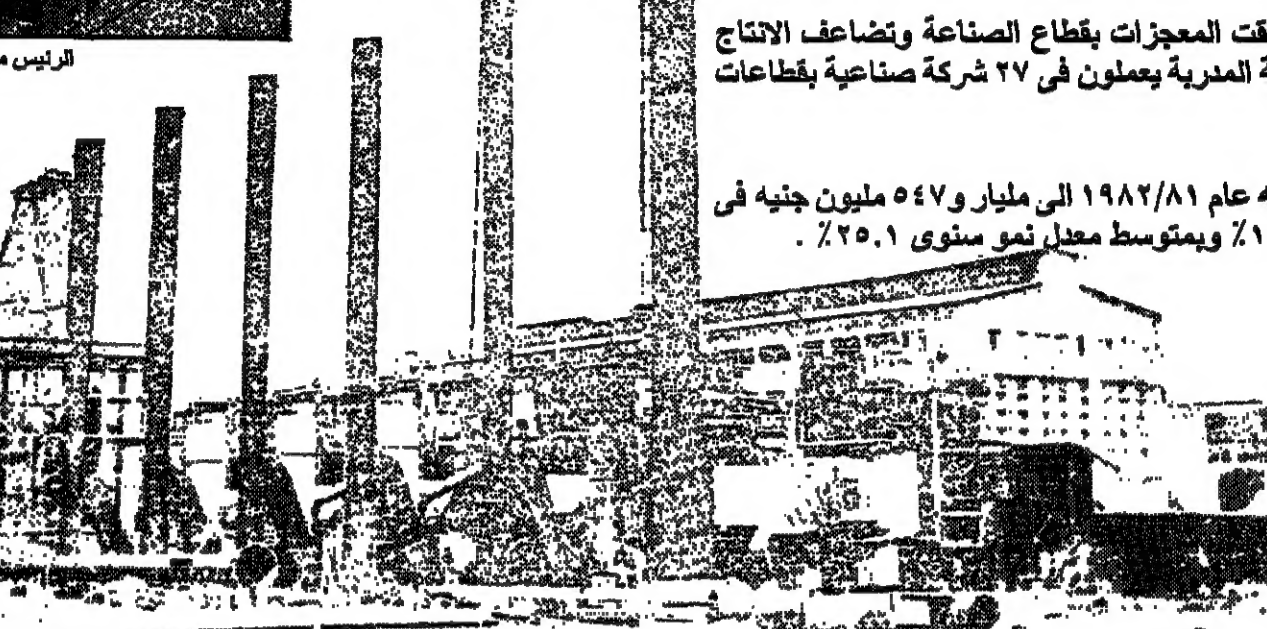 الرئيس م
قت المعجزات بقطاع الصناعة وتضاعف الانتاج
ة المدربة يعملون فى ٢٧ شركة صناعية بقطاعات
ه عام ١٩٨٢/٨١ الى مليار و٥٤٧ مليون جنيه فى
١٪ وبمتوسط معدل نمو سنوى ٢٥,١٪ .